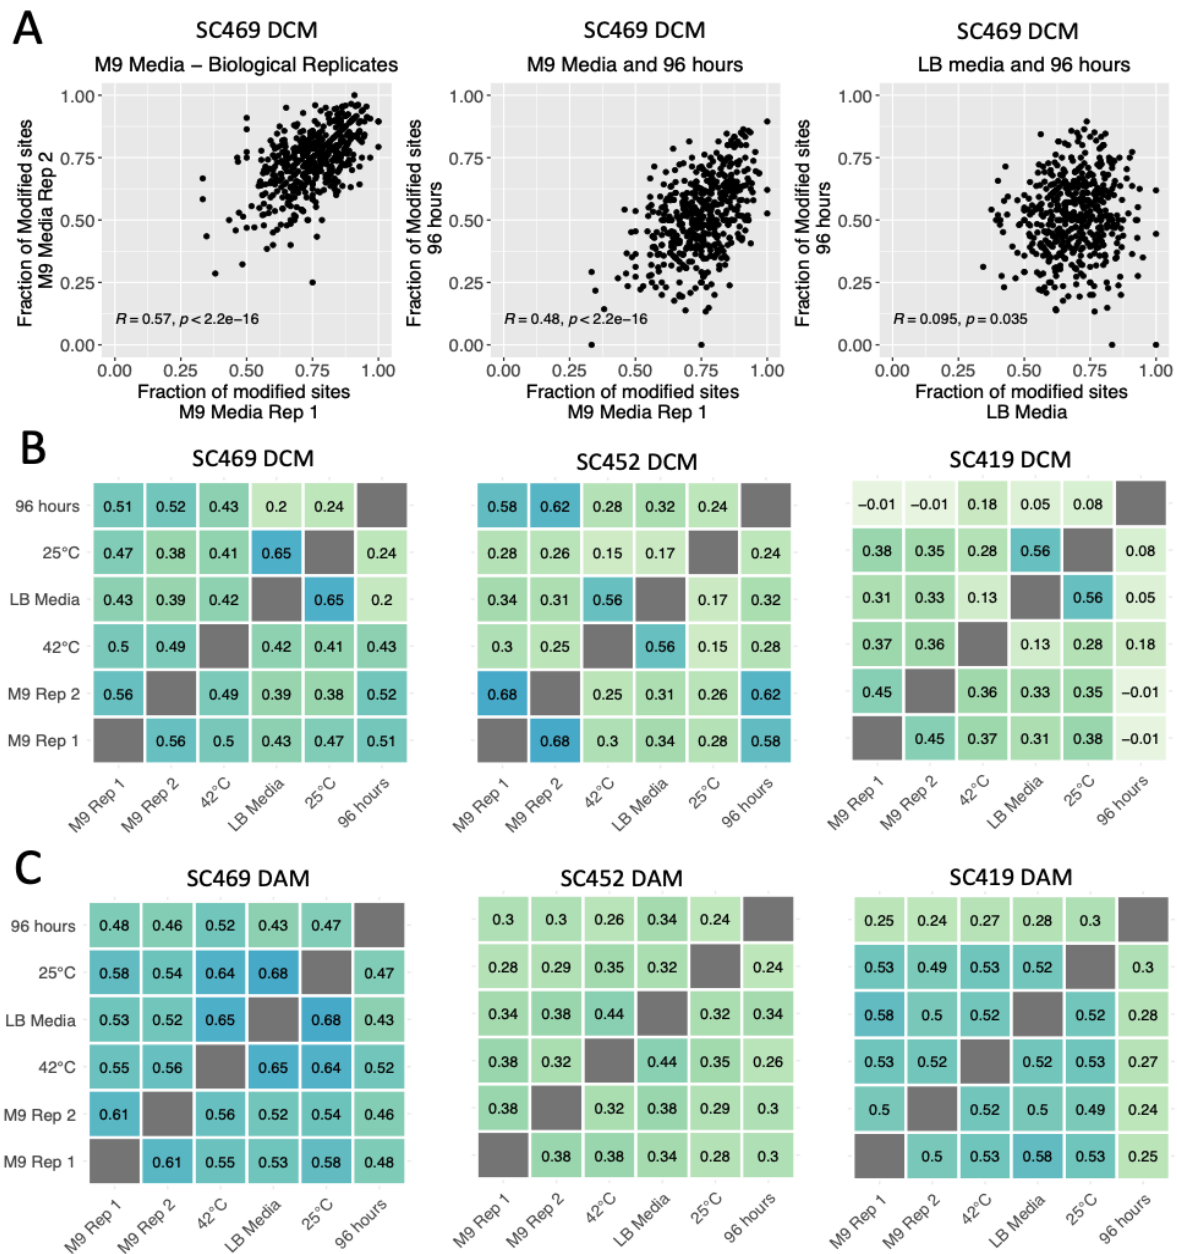 A
SC469 DCM
SC469 DCM
SC469 DCM
M9 Media – Biological Replicates
M9 Media and 96 hours
LB media and 96 hours
Fraction of Modified sites
M9 Media Rep 2
1.00
0.75
0.50
0.25
0.00
R = 0.57, p < 2.2e−16
0.00 0.25 0.50 0.75 1.00
Fraction of modified sites
M9 Media Rep 1
Fraction of Modified sites
96 hours
1.00
0.75
0.50
0.25
0.00
R = 0.48, p < 2.2e−16
0.00 0.25 0.50 0.75 1.00
Fraction of modified sites
M9 Media Rep 1
Fraction of Modified sites
96 hours
1.00
0.75
0.50
0.25
0.00
R = 0.095, p = 0.035
0.00 0.25 0.50 0.75 1.00
Fraction of modified sites
LB Media
B
SC469 DCM
96 hours 0.51 0.52 0.43 0.2 0.24
25°C 0.47 0.38 0.41 0.65 0.24
LB Media 0.43 0.39 0.42 0.65 0.2
42°C 0.5 0.49 0.42 0.41 0.43
M9 Rep 2 0.56 0.49 0.39 0.38 0.52
M9 Rep 1 0.56 0.5 0.43 0.47 0.51
M9 Rep 1 M9 Rep 2 42°C LB Media 25°C 96 hours
SC452 DCM
0.58 0.62 0.28 0.32 0.24
0.28 0.26 0.15 0.17 0.24
0.34 0.31 0.56 0.17 0.32
0.3 0.25 0.56 0.15 0.28
0.68 0.25 0.31 0.26 0.62
0.68 0.3 0.34 0.28 0.58
M9 Rep 1 M9 Rep 2 42°C LB Media 25°C 96 hours
SC419 DCM
−0.01 −0.01 0.18 0.05 0.08
0.38 0.35 0.28 0.56 0.08
0.31 0.33 0.13 0.56 0.05
0.37 0.36 0.13 0.28 0.18
0.45 0.36 0.33 0.35 −0.01
0.45 0.37 0.31 0.38 −0.01
M9 Rep 1 M9 Rep 2 42°C LB Media 25°C 96 hours
C
SC469 DAM
96 hours 0.48 0.46 0.52 0.43 0.47
25°C 0.58 0.54 0.64 0.68 0.47
LB Media 0.53 0.52 0.65 0.68 0.43
42°C 0.55 0.56 0.65 0.64 0.52
M9 Rep 2 0.61 0.56 0.52 0.54 0.46
M9 Rep 1 0.61 0.55 0.53 0.58 0.48
M9 Rep 1 M9 Rep 2 42°C LB Media 25°C 96 hours
SC452 DAM
0.3 0.3 0.26 0.34 0.24
0.28 0.29 0.35 0.32 0.24
0.34 0.38 0.44 0.32 0.34
0.38 0.32 0.44 0.35 0.26
0.38 0.32 0.38 0.29 0.3
0.38 0.38 0.34 0.28 0.3
M9 Rep 1 M9 Rep 2 42°C LB Media 25°C 96 hours
SC419 DAM
0.25 0.24 0.27 0.28 0.3
0.53 0.49 0.53 0.52 0.3
0.58 0.5 0.52 0.52 0.28
0.53 0.52 0.52 0.53 0.27
0.5 0.52 0.5 0.49 0.24
0.5 0.53 0.58 0.53 0.25
M9 Rep 1 M9 Rep 2 42°C LB Media 25°C 96 hours